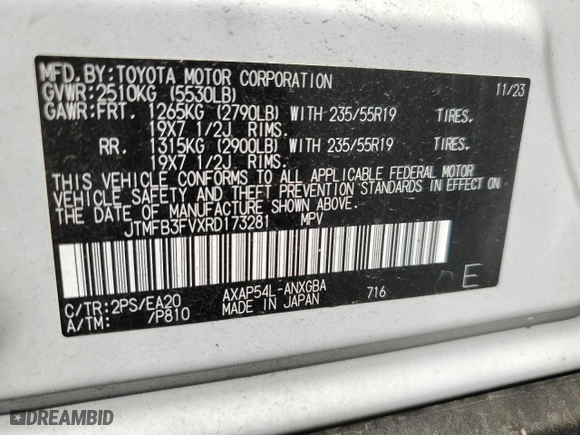 MFD.BY:TOYOTA MOTOR CORPORATION 11/23
GVWR:2510KG (5530LB)
GAWR:FRT. 1265KG (2790LB) WITH 235/55R19 TIRES.
19X7 1/2J RIMS.
RR. 1315KG (2900LB) WITH 235/55R19 TIRES.
19X7 1/2J RIMS.
THIS VEHICLE CONFORMS TO ALL APPLICABLE FEDERAL MOTOR
VEHICLE SAFETY AND THEFT PREVENTION STANDARDS IN EFFECT ON
THE DATE OF MANUFACTURE SHOWN ABOVE.
JTMFB3FVXRD173281 MPV
C/TR:2PS/EA20 AXAP54L-ANXGBA 716 E
A/TM: /P810 MADE IN JAPAN
DREAMBID